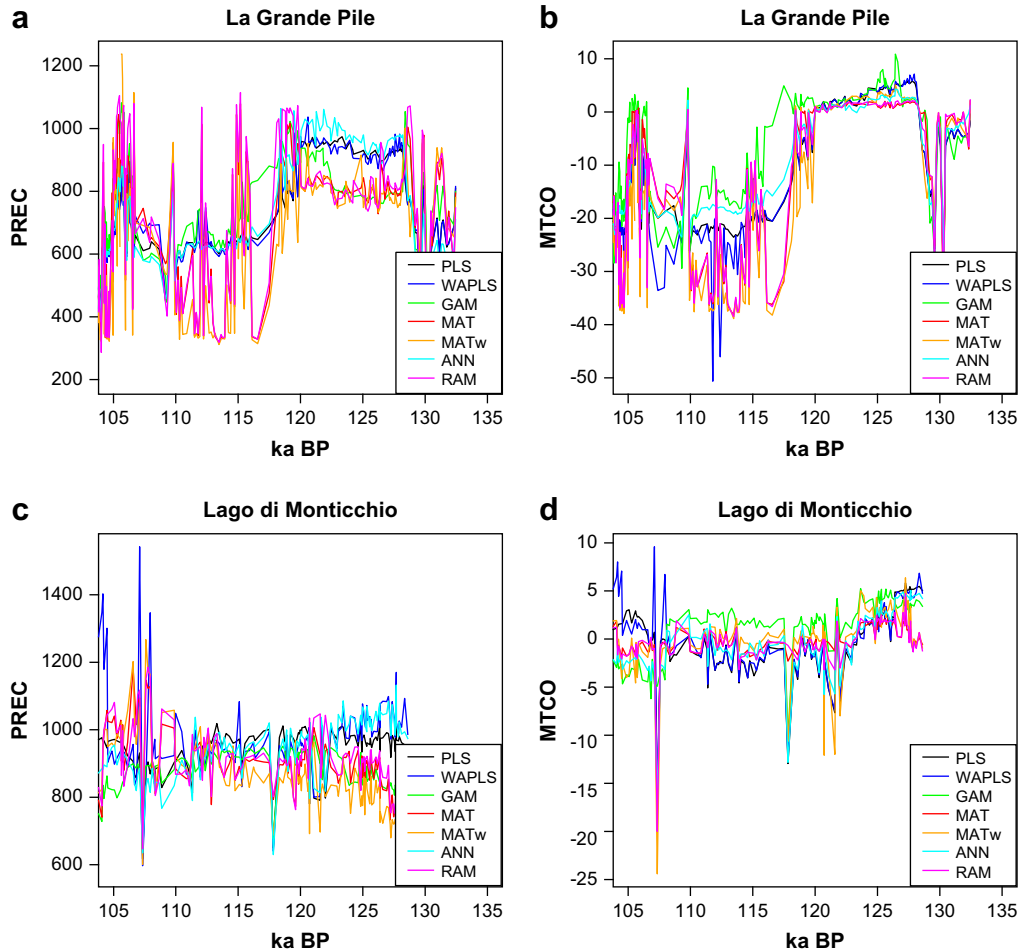 a
La Grande Pile
PREC
1200
1000
800
600
400
200
PLS
WAPLS
GAM
MAT
MATw
ANN
RAM
105 110 115 120 125 130 135
ka BP
b
La Grande Pile
MTCO
10
0
-10
-20
-30
-40
-50
PLS
WAPLS
GAM
MAT
MATw
ANN
RAM
105 110 115 120 125 130 135
ka BP
c
Lago di Monticchio
PREC
1400
1200
1000
800
600
PLS
WAPLS
GAM
MAT
MATw
ANN
RAM
105 110 115 120 125 130 135
ka BP
d
Lago di Monticchio
MTCO
10
5
0
-5
-10
-15
-20
-25
PLS
WAPLS
GAM
MAT
MATw
ANN
RAM
105 110 115 120 125 130 135
ka BP